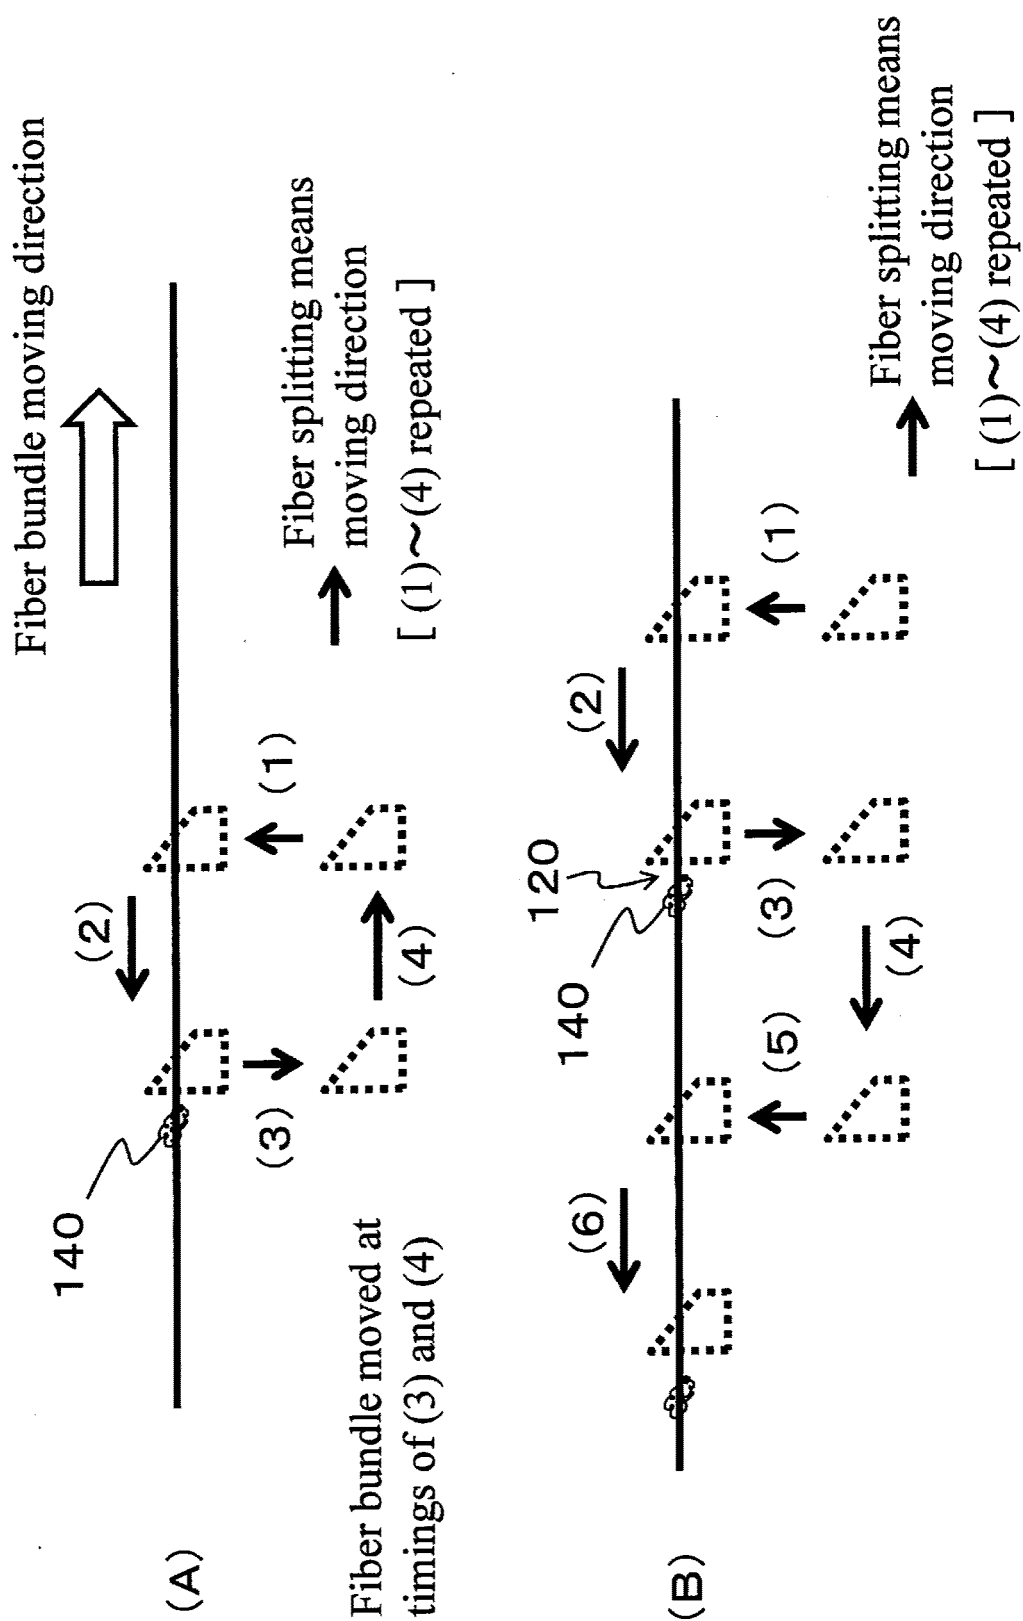 Fiber bundle moving direction
(A)
140
(2)
(3)
(1)
(4)
Fiber splitting means
moving direction
[ (1)~(4) repeated ]
Fiber bundle moved at
timings of (3) and (4)
(B)
(6)
140
120
(2)
(5)
(3)
(1)
(4)
Fiber splitting means
moving direction
[ (1)~(4) repeated ]